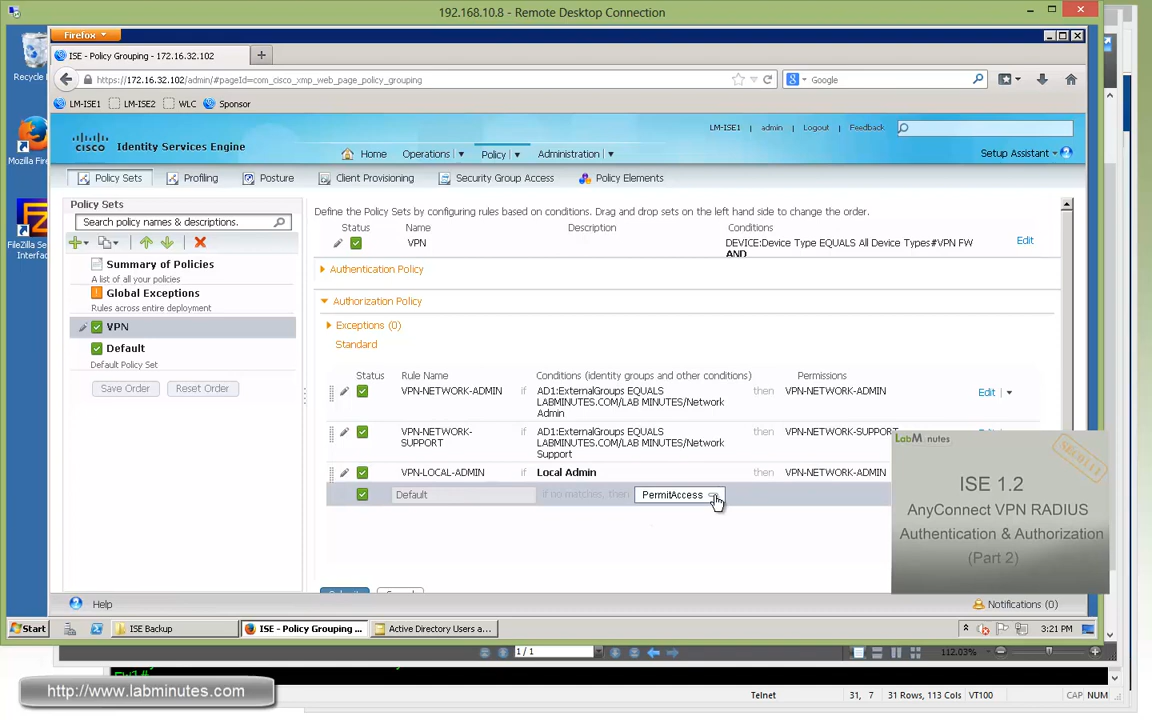 192.168.10.8 - Remote Desktop Connection
Firefox
ISE - Policy Grouping - 172.16.32.102
https://172.16.32.102/admin/#pageId=com_cisco_xmp_web_page_policy_grouping
Google
LM-ISE1 LM-ISE2 WLC Sponsor
Recycle
Mozilla Fire
FileZilla Se
Interfac
LM-ISE1 | admin | Logout | Feedback
CISCO Identity Services Engine
Home Operations | Policy | Administration |
Setup Assistant
Policy Sets Profiling Posture Client Provisioning Security Group Access Policy Elements
Policy Sets
Search policy names & descriptions.
Summary of Policies
A list of all your policies
Global Exceptions
Rules across entire deployment
VPN
Default
Default Policy Set
Save Order Reset Order
Define the Policy Sets by configuring rules based on conditions. Drag and drop sets on the left hand side to change the order.
Status Name Description Conditions
VPN DEVICE:Device Type EQUALS All Device Types#VPN FW Edit
AND
Authentication Policy
Authorization Policy
Exceptions (0)
Standard
Status Rule Name Conditions (identity groups and other conditions) Permissions
VPN-NETWORK-ADMIN if AD1:ExternalGroups EQUALS then VPN-NETWORK-ADMIN Edit |
LABMINUTES.COM/LAB MINUTES/Network
Admin
VPN-NETWORK- if AD1:ExternalGroups EQUALS then VPN-NETWORK-SUPPORT
SUPPORT LABMINUTES.COM/LAB MINUTES/Network
Support
VPN-LOCAL-ADMIN if Local Admin then VPN-NETWORK-ADMIN
Default if no matches, then PermitAccess
LabMinutes
SEC0111
ISE 1.2
AnyConnect VPN RADIUS
Authentication & Authorization
(Part 2)
Help Notifications (0)
Start ISE Backup ISE - Policy Grouping ... Active Directory Users a... 3:21 PM
1 / 1 112.03%
FW1#
http://www.labminutes.com
Telnet 31, 7 31 Rows, 113 Cols VT100 CAP NUM